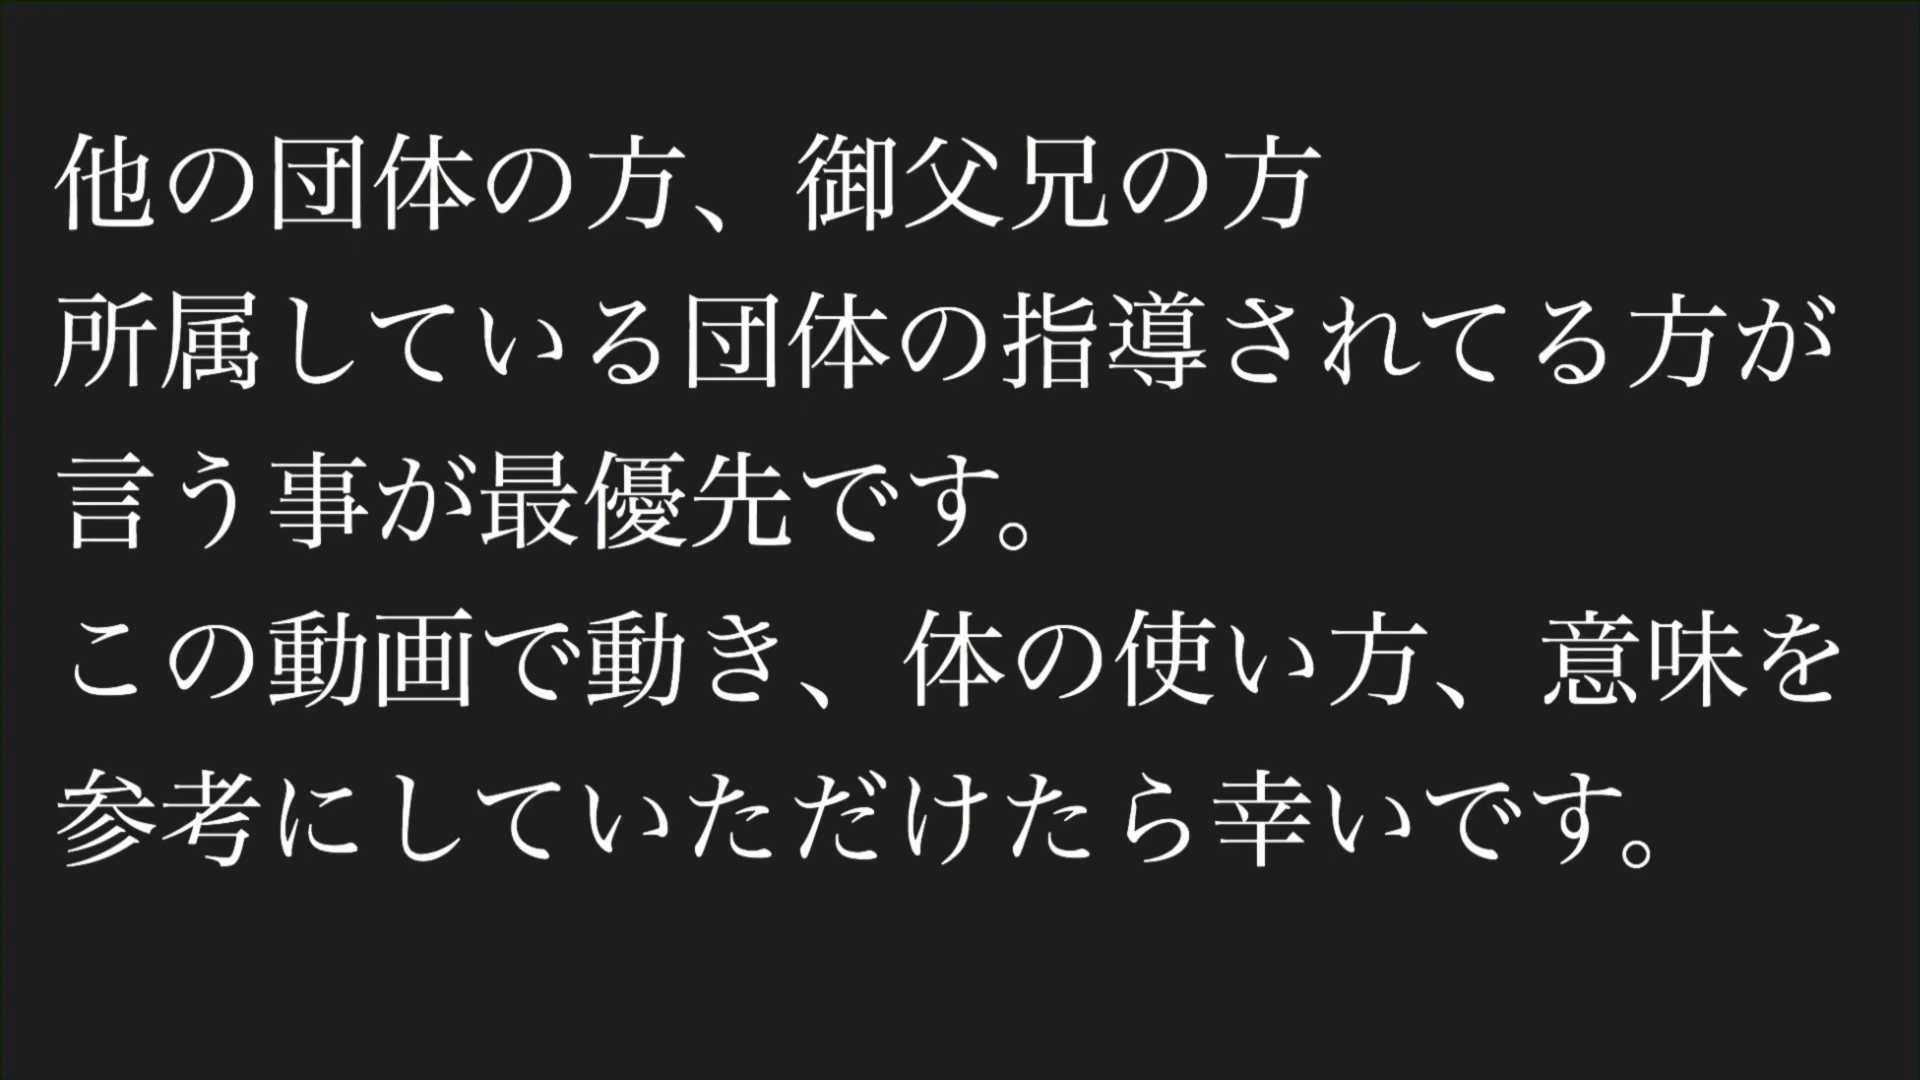 他の団体の方、御父兄の方
所属している団体の指導されてる方が
言う事が最優先です。
この動画で動き、体の使い方、意味を
参考にしていただけたら幸いです。